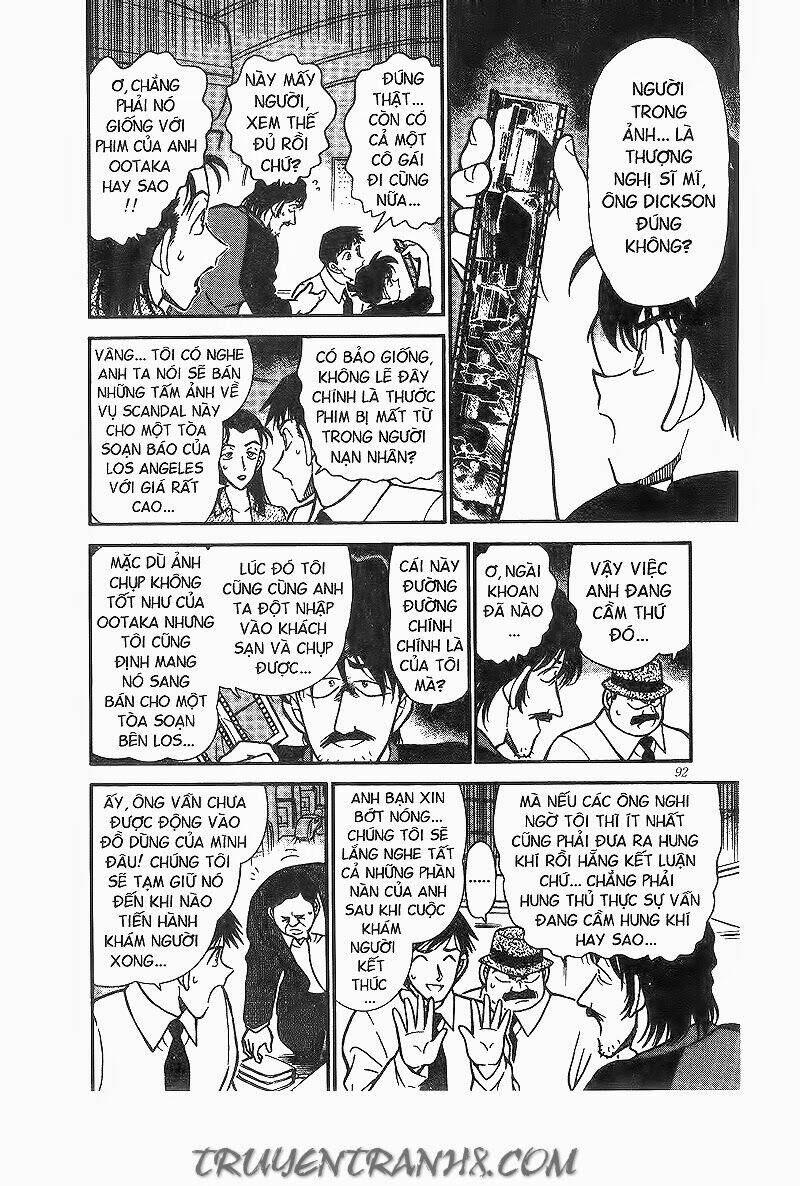 NGƯỜI
TRONG
ẢNH... LÀ
THƯỢNG
NGHỊ SĨ MĨ,
ÔNG DICKSON
ĐÚNG
KHÔNG?
ĐÚNG
THẬT...
CÒN CÓ
CẢ MỘT
CÔ GÁI
ĐI CÙNG
NỮA...
NÀY MẤY
NGƯỜI,
XEM THẾ
ĐỦ RỒI
CHỨ?
Ơ, CHẲNG
PHẢI NÓ
GIỐNG VỚI
PHIM CỦA ANH
OOTAKA
HAY SAO
!!
CÓ BẢO GIỐNG,
KHÔNG LẼ ĐÂY
CHÍNH LÀ THƯỚC
PHIM BỊ MẤT TỪ
TRONG NGƯỜI
NẠN NHÂN?
VÂNG... TÔI CÓ NGHE
ANH TA NÓI SẼ BÁN
NHỮNG TẤM ẢNH VỀ
VỤ SCANDAL NÀY
CHO MỘT TÒA
SOẠN BÁO CỦA
LOS ANGELES
VỚI GIÁ RẤT
CAO...
VẬY VIỆC
ANH ĐANG
CẦM THỨ
ĐÓ...
Ơ, NGÀI
KHOAN
ĐÃ NÀO
...
CÁI NÀY
ĐƯỜNG
ĐƯỜNG
CHÍNH
CHÍNH LÀ
CỦA TÔI
MÀ?
LÚC ĐÓ TÔI
CŨNG CÙNG ANH
TA ĐỘT NHẬP
VÀO KHÁCH
SẠN VÀ CHỤP
ĐƯỢC...
MẶC DÙ ẢNH
CHỤP KHÔNG
TỐT NHƯ CỦA
OOTAKA NHƯNG
TÔI CŨNG
ĐỊNH MANG
NÓ SANG
BÁN CHO MỘT
TÒA SOẠN
BÊN LOS...
92
MÀ NẾU CÁC ÔNG NGHI
NGỜ TÔI THÌ ÍT NHẤT
CŨNG PHẢI ĐƯA RA HUNG
KHÍ RỒI HẴNG KẾT LUẬN
CHỨ... CHẲNG PHẢI
HUNG THỦ THỰC SỰ VẪN
ĐANG CẦM HUNG KHÍ
HAY SAO...
......
ANH BẠN XIN
BỚT NÓNG...
CHÚNG TÔI SẼ
LẮNG NGHE TẤT
CẢ NHỮNG PHÀN
NÀN CỦA ANH
SAU KHI CUỘC
KHÁM
NGƯỜI
KẾT
THÚC
...
ẤY, ÔNG VẪN CHƯA
ĐƯỢC ĐỘNG VÀO
ĐỒ DÙNG CỦA MÌNH
ĐÂU! CHÚNG TÔI
SẼ TẠM GIỮ NÓ
ĐẾN KHI NÀO
TIẾN HÀNH
KHÁM NGƯỜI
XONG...
TRUYENTRANH8.COM